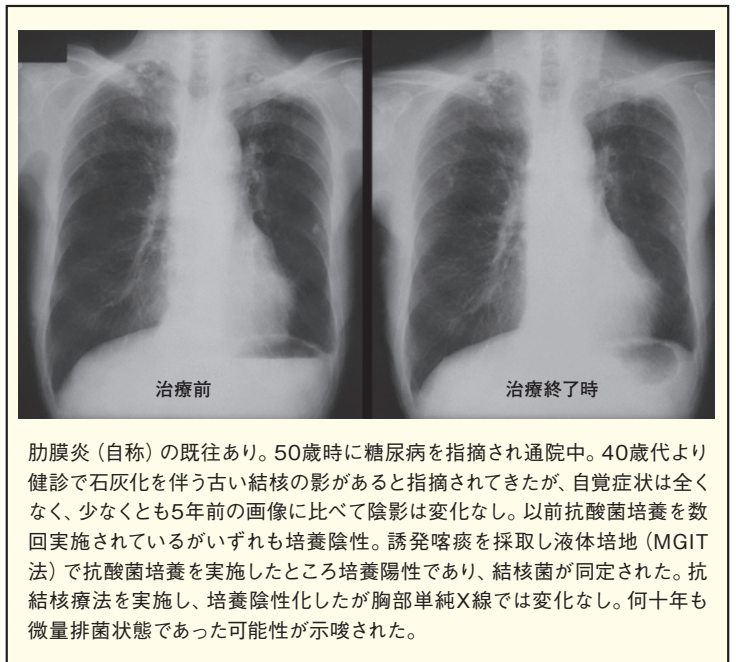 治療前
治療終了時
肋膜炎（自称）の既往あり。50歳時に糖尿病を指摘され通院中。40歳代より
健診で石灰化を伴う古い結核の影があると指摘されてきたが、自覚症状は全く
なく、少なくとも5年前の画像に比べて陰影は変化なし。以前抗酸菌培養を数
回実施されているがいずれも培養陰性。誘発喀痰を採取し液体培地（MGIT
法）で抗酸菌培養を実施したところ培養陽性であり、結核菌が同定された。抗
結核療法を実施し、培養陰性化したが胸部単純X線では変化なし。何十年も
微量排菌状態であった可能性が示唆された。